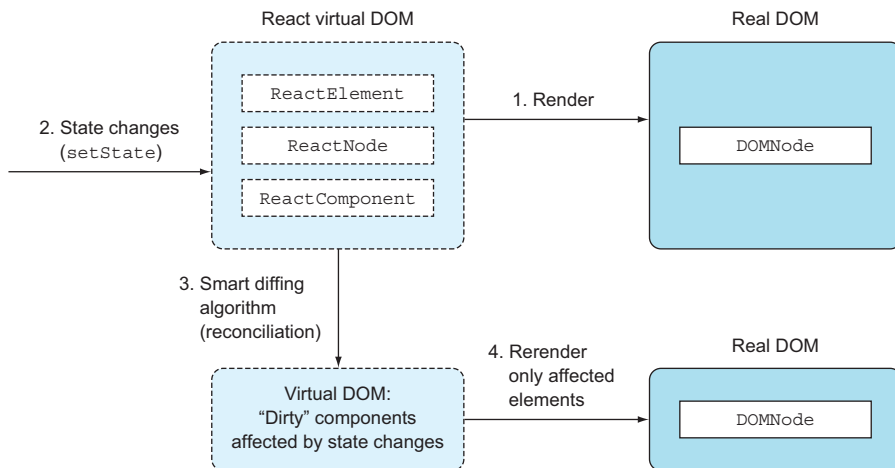 React virtual DOM
Real DOM
ReactElement
ReactNode
ReactComponent
1. Render
DOMNode
2. State changes
(setState)
3. Smart diffing
algorithm
(reconciliation)
Virtual DOM:
“Dirty” components
affected by state changes
4. Rerender
only affected
elements
Real DOM
DOMNode